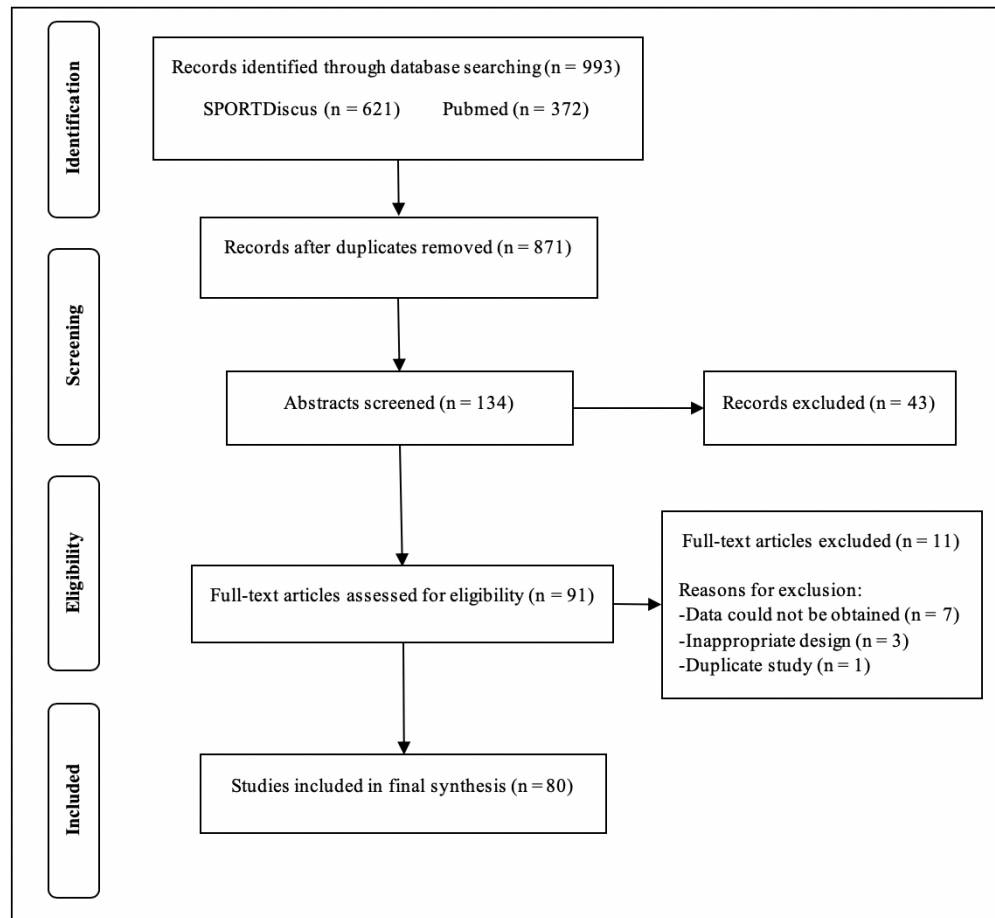 Identification
Records identified through database searching (n = 993)
SPORTDiscus (n = 621) Pubmed (n = 372)
Records after duplicates removed (n = 871)
Screening
Abstracts screened (n = 134)
Records excluded (n = 43)
Eligibility
Full-text articles assessed for eligibility (n = 91)
Full-text articles excluded (n = 11)
Reasons for exclusion:
-Data could not be obtained (n = 7)
-Inappropriate design (n = 3)
-Duplicate study (n = 1)
Included
Studies included in final synthesis (n = 80)